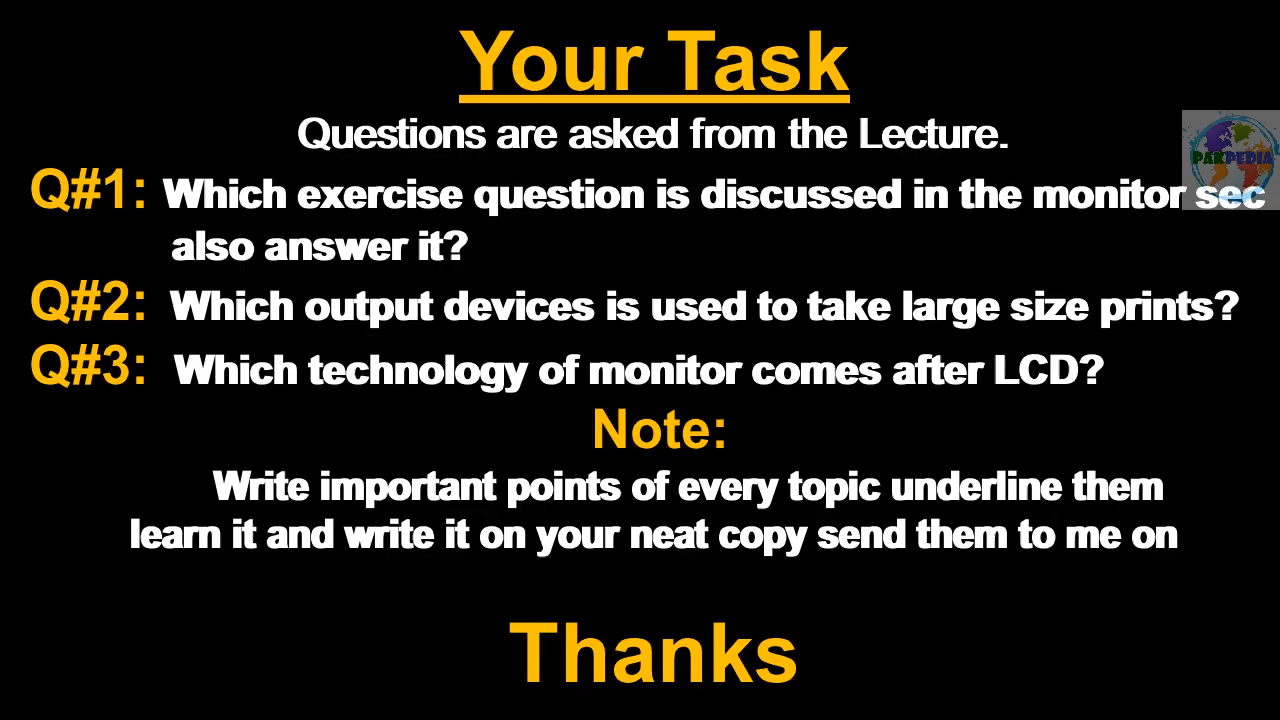 Your Task
Questions are asked from the Lecture.
PAKPEDIA
Q#1: Which exercise question is discussed in the monitor sec
also answer it?
Q#2: Which output devices is used to take large size prints?
Q#3: Which technology of monitor comes after LCD?
Note:
Write important points of every topic underline them
learn it and write it on your neat copy send them to me on
Thanks